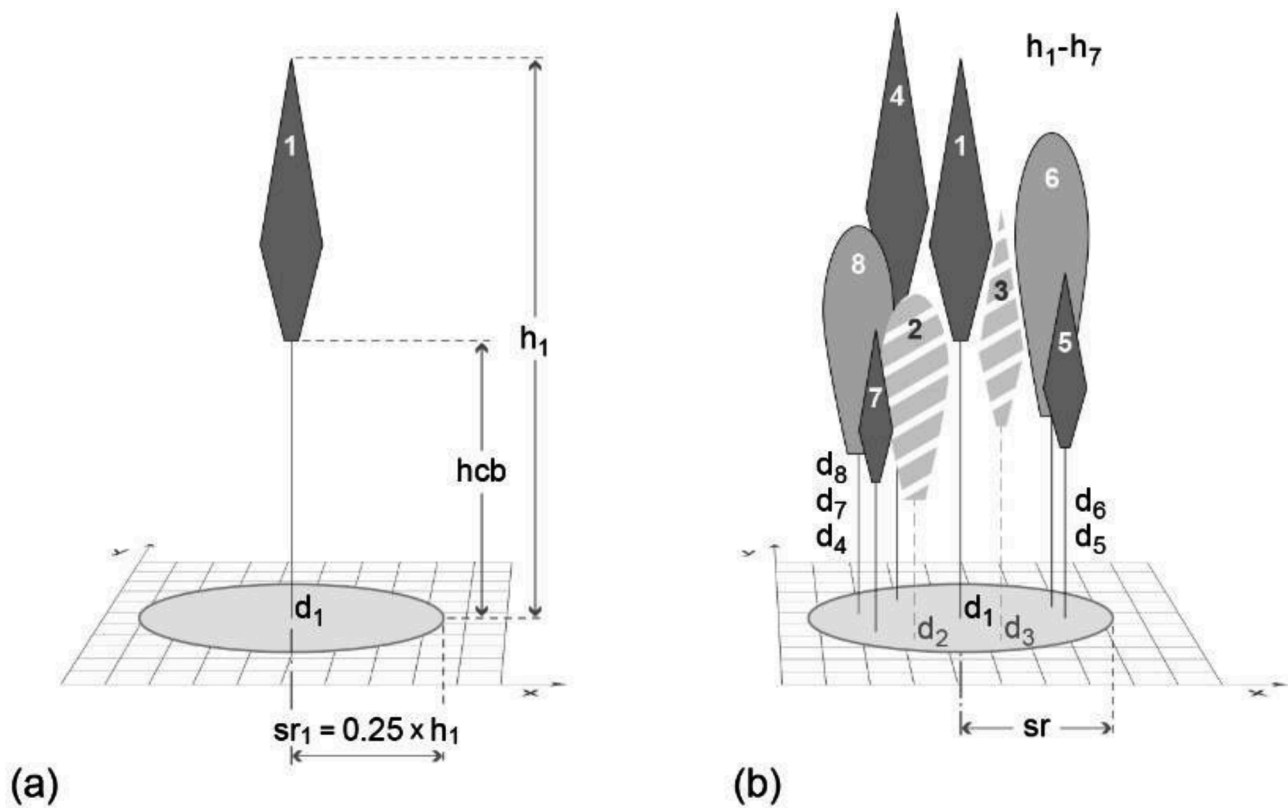 1
h₁
hcb
d₁
y
x
sr₁ = 0.25 × h₁
(a)
h₁-h₇
4
1
6
8
3
2
5
7
d₈
d₇
d₄
d₆
d₅
d₁
d₂
d₃
y
x
sr
(b)